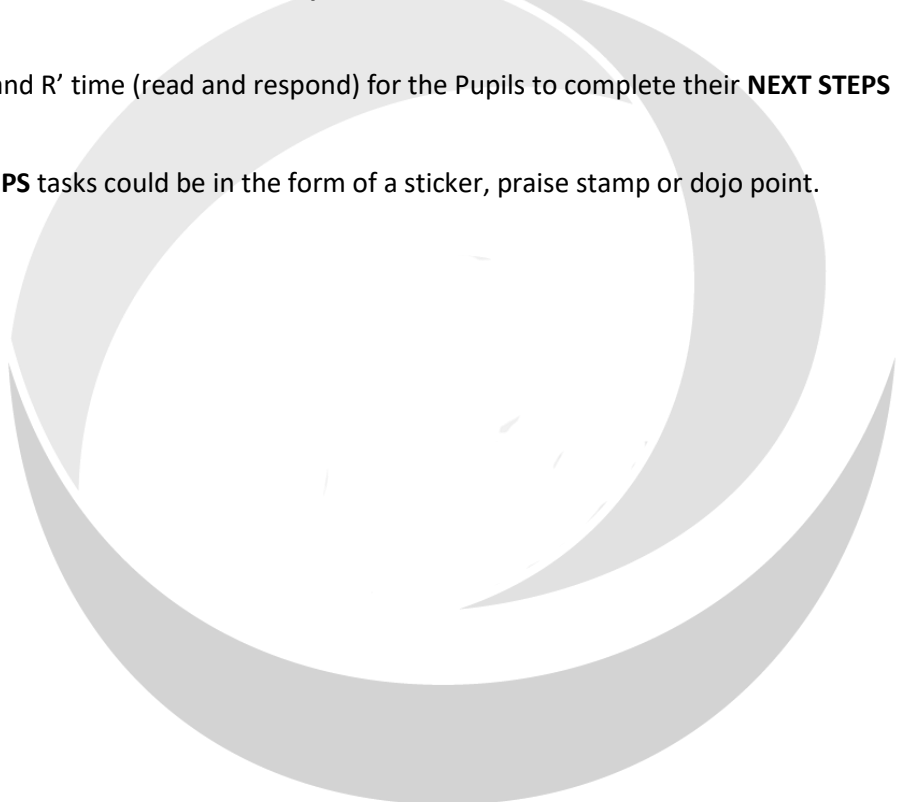 and R’ time (read and respond) for the Pupils to complete their NEXT STEPS
PS tasks could be in the form of a sticker, praise stamp or dojo point.